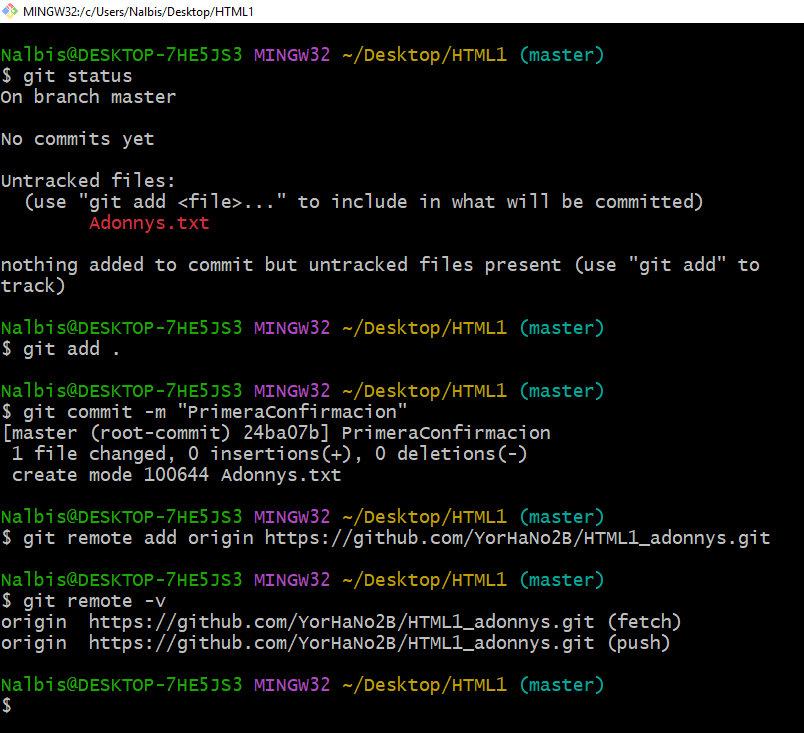 MINGW32:/c/Users/Nalbis/Desktop/HTML1
Nalbis@DESKTOP-7HE5JS3 MINGW32 ~/Desktop/HTML1 (master)
$ git status
On branch master
No commits yet
Untracked files:
  (use "git add <file>..." to include in what will be committed)
        Adonnys.txt
nothing added to commit but untracked files present (use "git add" to
track)
Nalbis@DESKTOP-7HE5JS3 MINGW32 ~/Desktop/HTML1 (master)
$ git add .
Nalbis@DESKTOP-7HE5JS3 MINGW32 ~/Desktop/HTML1 (master)
$ git commit -m "PrimeraConfirmacion"
[master (root-commit) 24ba07b] PrimeraConfirmacion
 1 file changed, 0 insertions(+), 0 deletions(-)
 create mode 100644 Adonnys.txt
Nalbis@DESKTOP-7HE5JS3 MINGW32 ~/Desktop/HTML1 (master)
$ git remote add origin https://github.com/YorHaNo2B/HTML1_adonnys.git
Nalbis@DESKTOP-7HE5JS3 MINGW32 ~/Desktop/HTML1 (master)
$ git remote -v
origin  https://github.com/YorHaNo2B/HTML1_adonnys.git (fetch)
origin  https://github.com/YorHaNo2B/HTML1_adonnys.git (push)
Nalbis@DESKTOP-7HE5JS3 MINGW32 ~/Desktop/HTML1 (master)
$